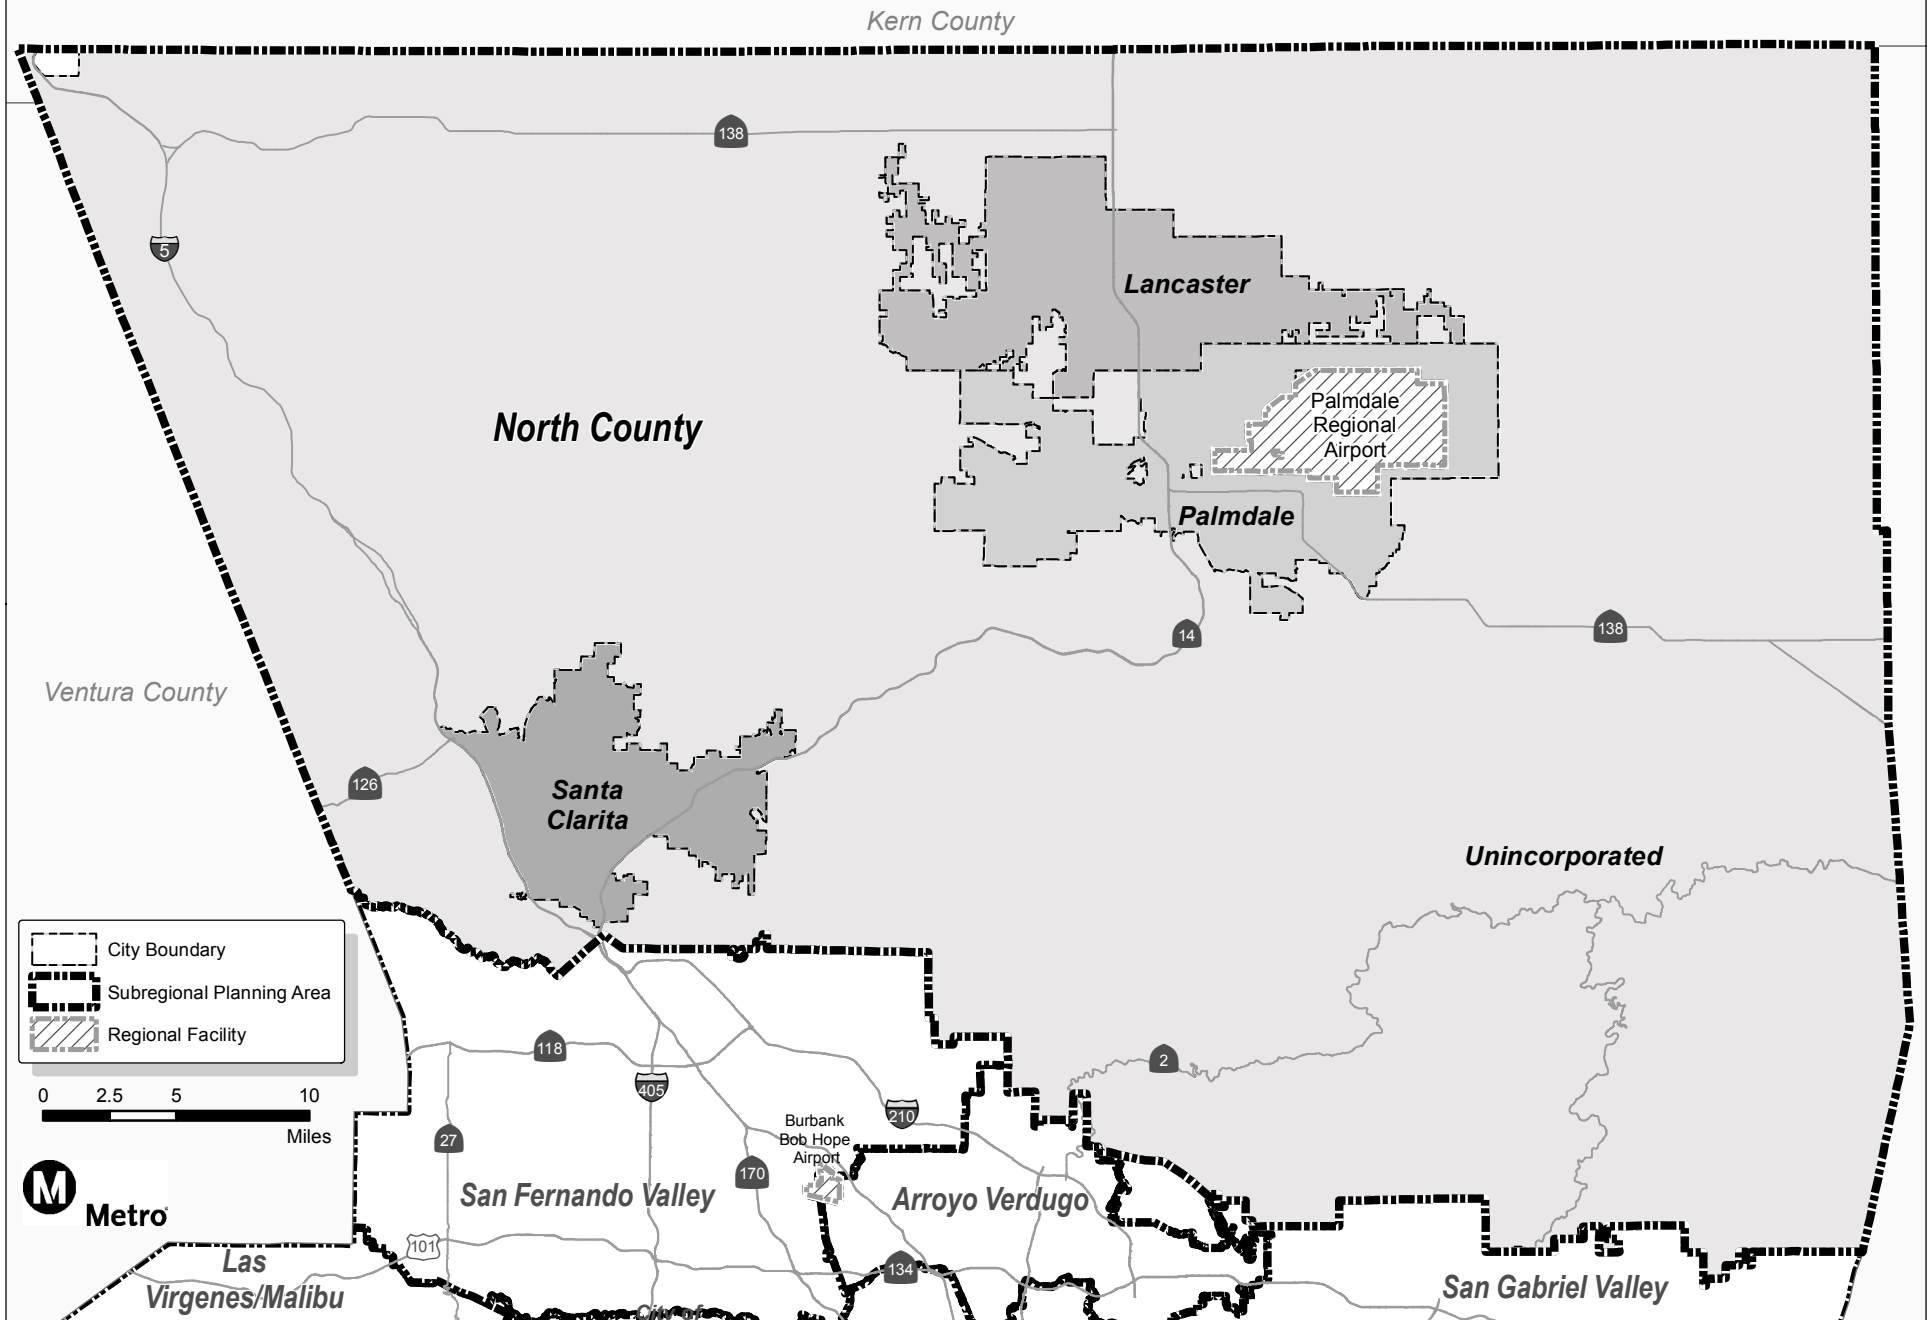 Kern County
138
5
Lancaster
North County
Palmdale
Regional
Airport
Palmdale
14
138
Ventura County
126
Santa
Clarita
Unincorporated
City Boundary
Subregional Planning Area
Regional Facility
0 2.5 5 10
Miles
118
405
2
210
27
Burbank
Bob Hope
Airport
170
San Fernando Valley
Arroyo Verdugo
M
Metro
101
134
Las
Virgenes/Malibu
San Gabriel Valley
City of